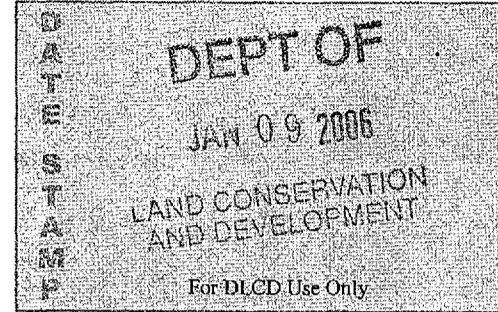 DATE STAMP
DEPT OF
JAN 09 2006
LAND CONSERVATION
AND DEVELOPMENT
For DLCD Use Only